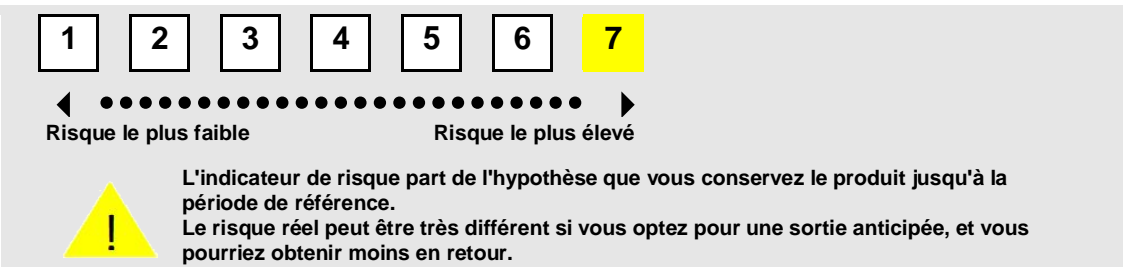 1 2 3 4 5 6 7
Risque le plus faible Risque le plus élevé
L'indicateur de risque part de l'hypothèse que vous conservez le produit jusqu'à la
période de référence.
! Le risque réel peut être très différent si vous optez pour une sortie anticipée, et vous
pourriez obtenir moins en retour.